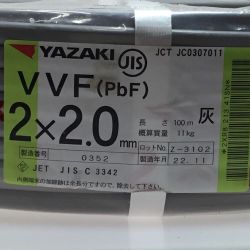 YAZAKI JIS
JCT JC0307011
VVF(PbF)
2×2.0mm
長さ 100m
概算質量 11kg
灰
製造番号 0352
ロットNo. Z-3102
製造年月 22.11
JET JIS C 3342